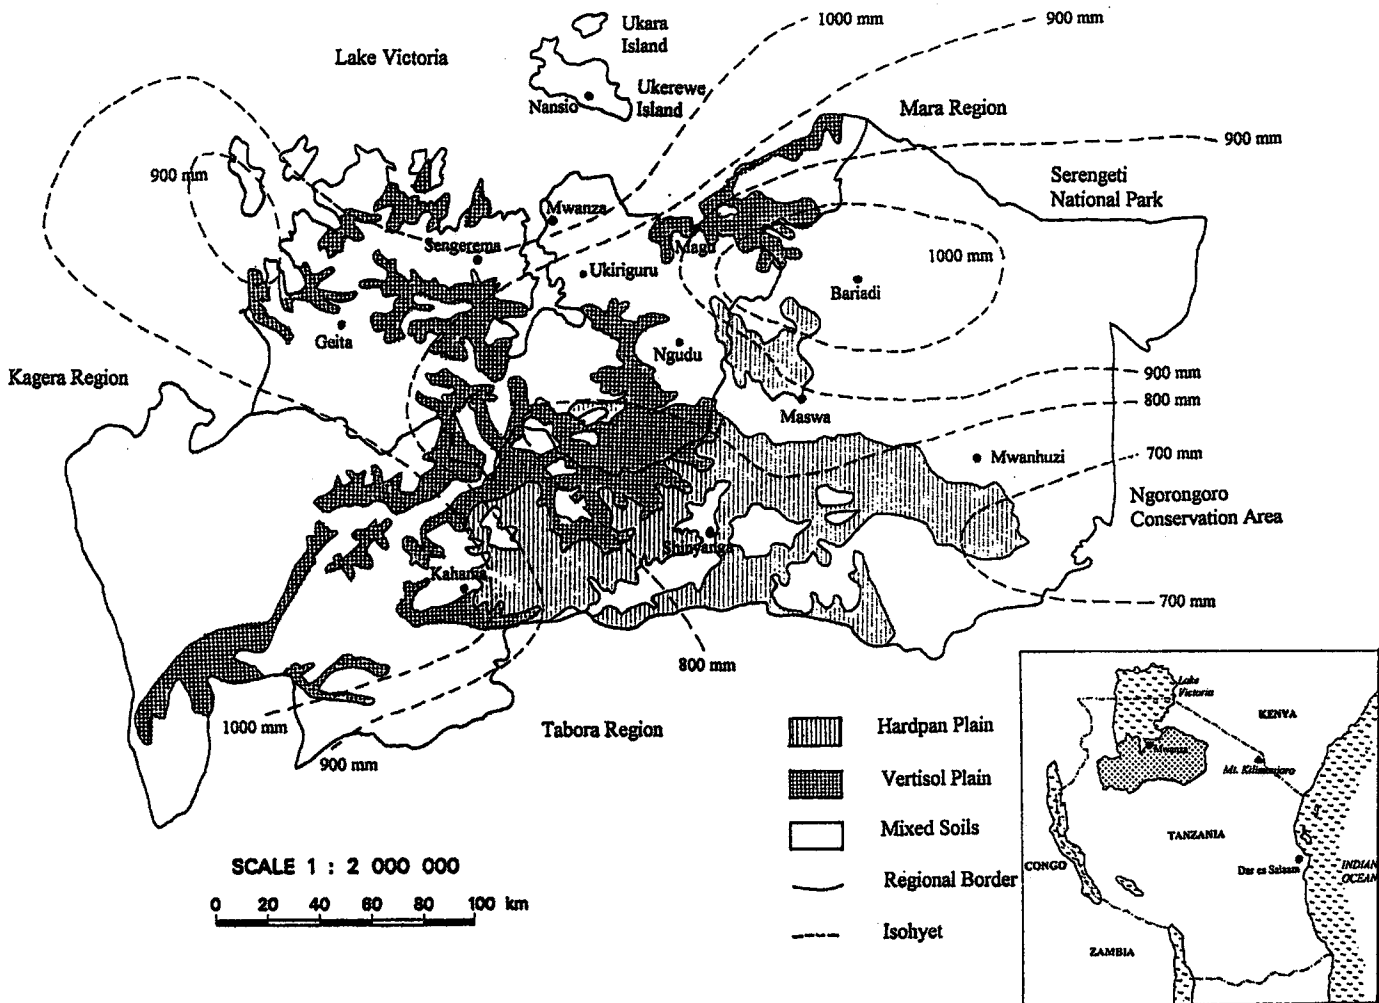 1000 mm
900 mm
Ukara
Island
Lake Victoria
Ukerewe
Island
Nansio
Mara Region
900 mm
Serengeti
National Park
900 mm
Mwanza
Sengerema
Magu
1000 mm
Ukiriguru
Bariadi
Geita
Ngudu
Kagera Region
900 mm
Maswa
800 mm
Mwanhuzi
700 mm
Ngorongoro
Conservation Area
Shinyanga
Kahama
700 mm
800 mm
1000 mm
Tabora Region
900 mm
Hardpan Plain
Vertisol Plain
Mixed Soils
Regional Border
Isohyet
SCALE 1 : 2 000 000
0 20 40 60 80 100 km
Lake
Victoria
KENYA
Mwanza
Mt. Kilimanjaro
TANZANIA
CONGO
Dar es Salaam
INDIAN
OCEAN
ZAMBIA